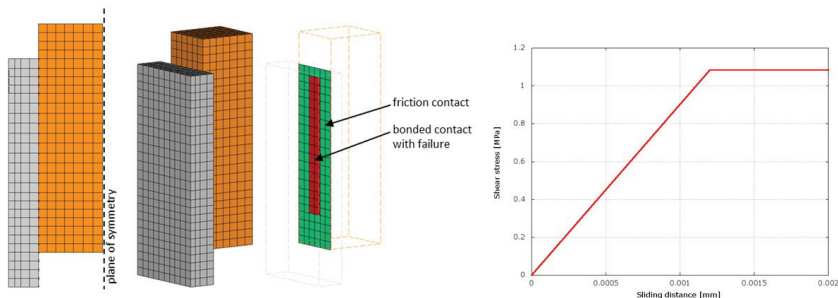 plane of symmetry
friction contact
bonded contact
with failure
Shear stress [MPa]
1.2
1
0.8
0.6
0.4
0.2
0
0
0.0005
0.001
0.0015
0.002
Sliding distance [mm]